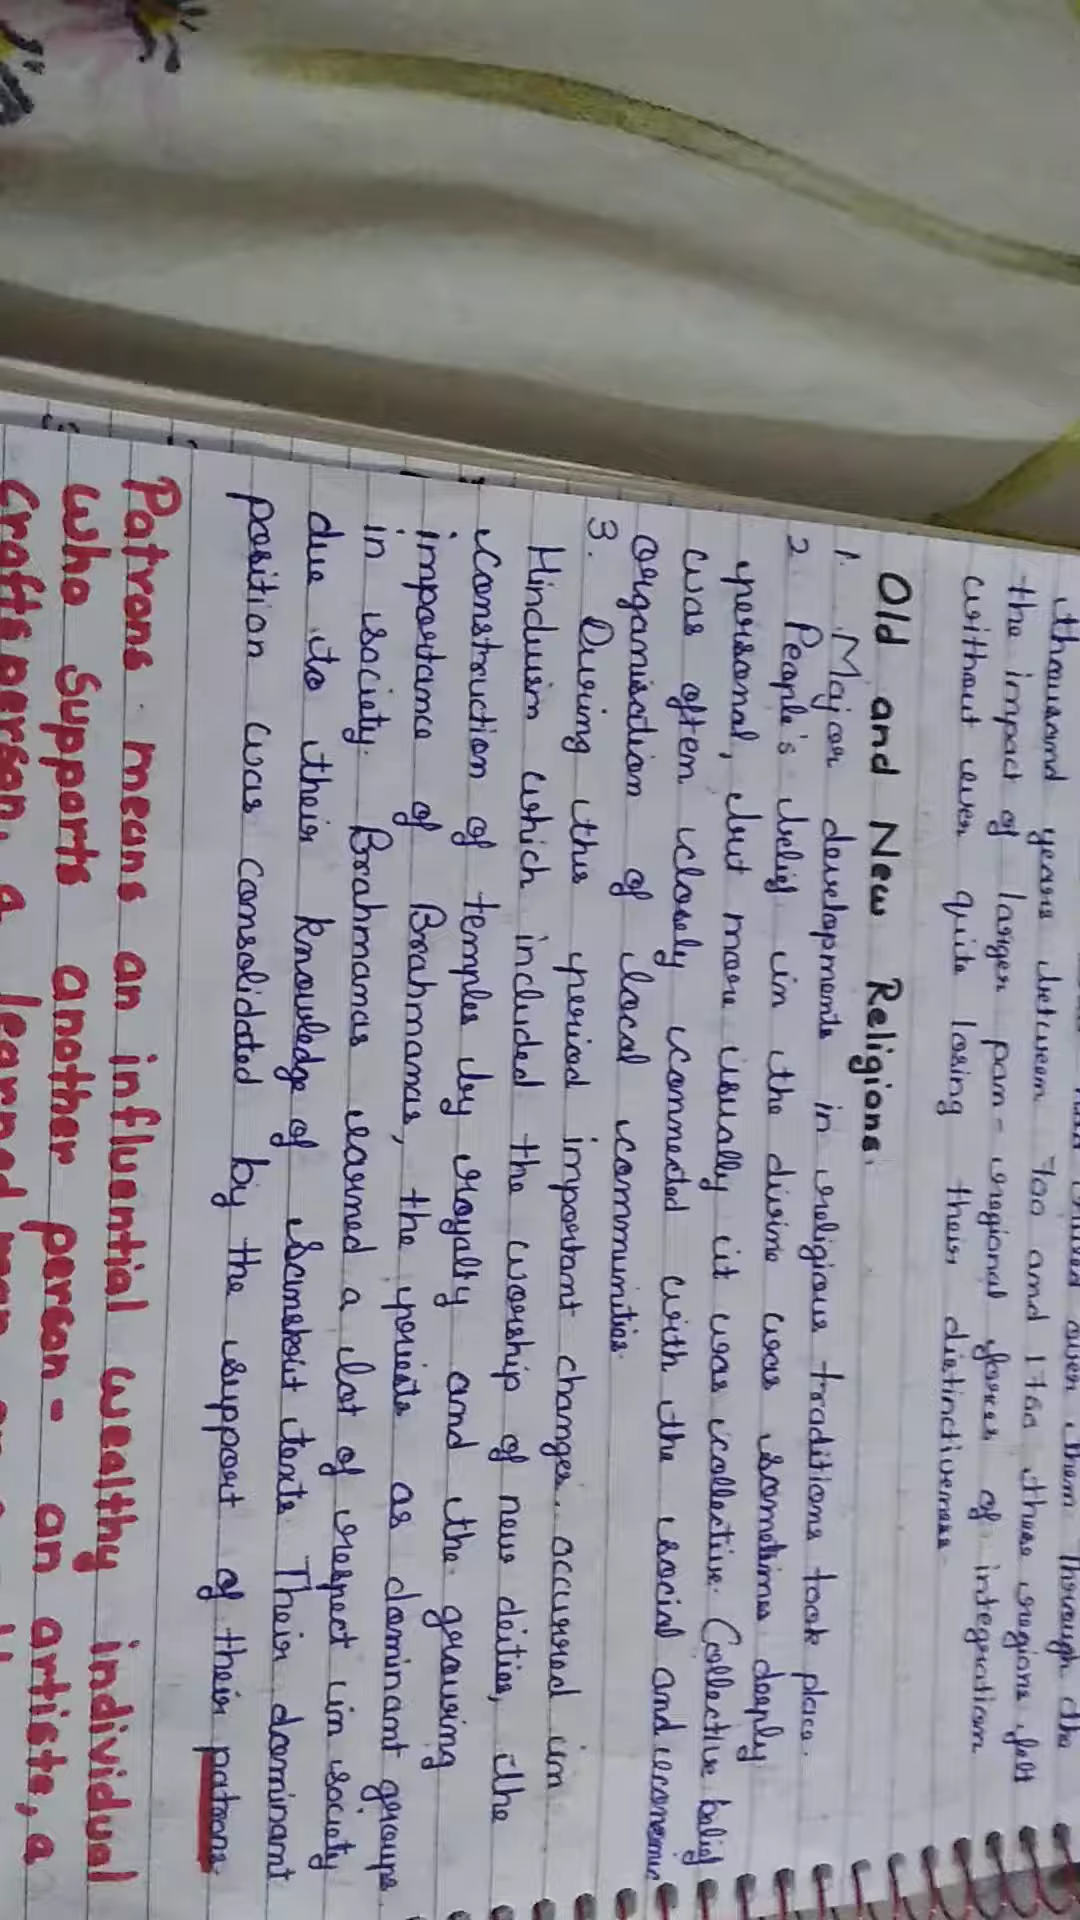 thousand years between 700 and 1750 these regions felt
the impact of larger pan-regional forces of integration
without ever quite losing their distinctiveness.
Old and New Religions:
1. Major developments in religious traditions took place.
2. People's belief in the divine was sometimes deeply
personal, but more usually it was collective. Collective belief
was often closely connected with the social and economic
organisation of local communities.
3. During this period important changes occurred in
Hinduism which included the worship of new deities, the
construction of temples by royalty and the growing
importance of Brahmanas, the priests as dominant groups
in society. Brahmanas earned a lot of respect in society
due to their knowledge of Sanskrit texts. Their dominant
position was consolidated by the support of their patrons.
Patrons means an influential wealthy individual
who supports another person - an artiste, a
craftsperson, a learned man